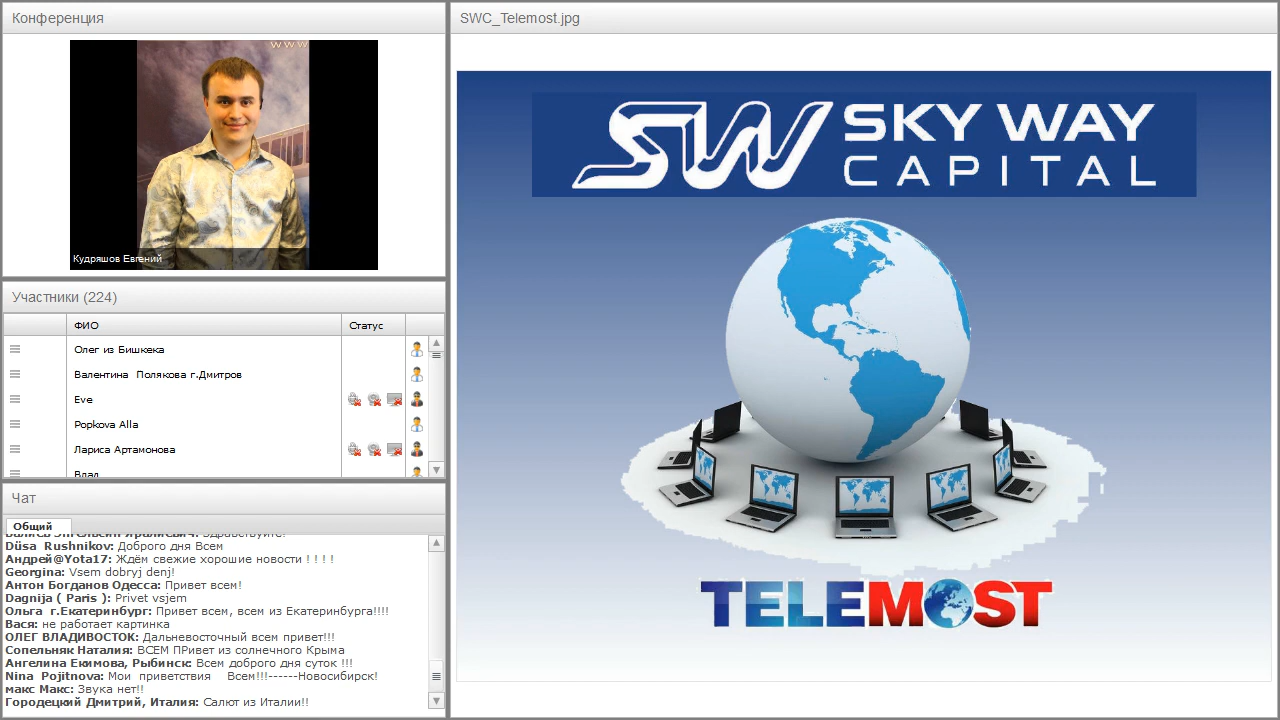 Конференция
www
Кудряшов Евгений
Участники (224)
ФИО Статус
Олег из Бишкека
Валентина Полякова г.Дмитров
Eve
Popkova Alla
Лариса Артамонова
Влад
Чат
Общий
Здравствуйте!
Düsa Rushnikov: Доброго дня Всем
Андрей@Yota17: Ждём свежие хорошие новости ! ! ! !
Georgina: Vsem dobryj denj!
Антон Богданов Одесса: Привет всем!
Dagnija ( Paris ): Privet vsjem
Ольга г.Екатеринбург: Привет всем, всем из Екатеринбурга!!!!
Вася: не работает картинка
ОЛЕГ ВЛАДИВОСТОК: Дальневосточный всем привет!!!
Сопельняк Наталия: ВСЕМ ПРивет из солнечного Крыма
Ангелина Екимова, Рыбинск: Всем доброго дня суток !!!
Nina Pojitnova: Мои приветствия Всем!!!------Новосибирск!
макс Макс: Звука нет!!
Городецкий Дмитрий, Италия: Салют из Италии!!
SWC_Telemost.jpg
SW SKY WAY
CAPITAL
TELEMOST